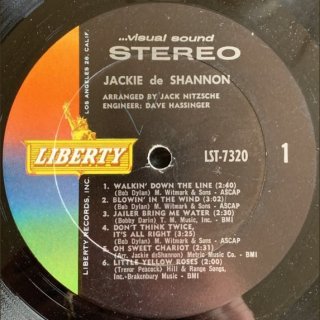 ...visual sound
STEREO
JACKIE de SHANNON
ARRANGED BY JACK NITZSCHE
ENGINEER: DAVE HASSINGER
LIBERTY
LST-7320
1
1. WALKIN' DOWN THE LINE (2:40)
(Bob Dylan) M. Witmark & Sons - ASCAP
2. BLOWIN' IN THE WIND (3:02)
(Bob Dylan) M. Witmark & Sons - ASCAP
3. JAILER BRING ME WATER (2:30)
(Bobby Darin) T. M. Music, Inc. - BMI
4. DON'T THINK TWICE,
IT'S ALL RIGHT (3:25)
(Bob Dylan) M. Witmark & Sons - ASCAP
5. OH SWEET CHARIOT (2:31)
(Arr. Jackie deShannon) Metric Music Co. - BMI
6. LITTLE YELLOW ROSES (2:00)
(Trevor Peacock) Hill & Range Songs,
Inc.-Brakenbury Music - BMI
LIBERTY RECORDS, INC.
LOS ANGELES 28, CALIF.